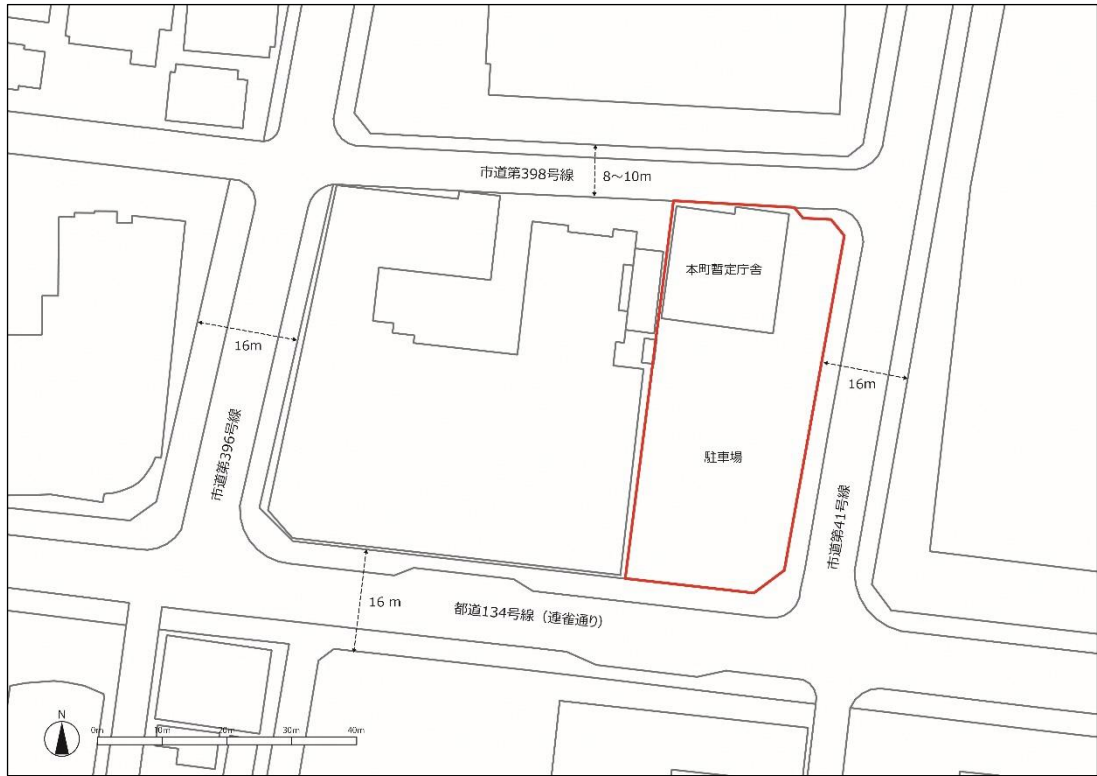 市道第398号線
8～10m
本町暫定庁舎
16m
16m
市道第396号線
駐車場
市道第41号線
16 m
都道134号線（連雀通り）
N
0m
10m
20m
30m
40m